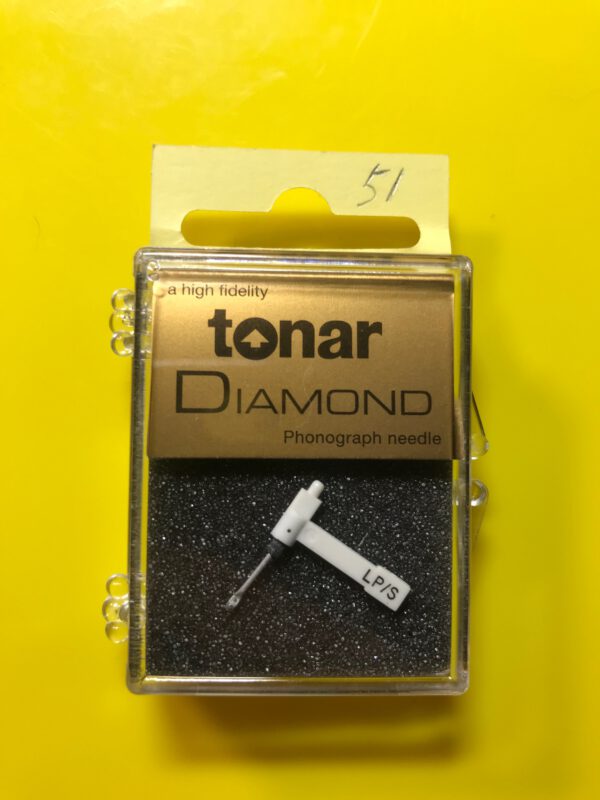 51
a high fidelity
tonar
DIAMOND
Phonograph needle
LP/S